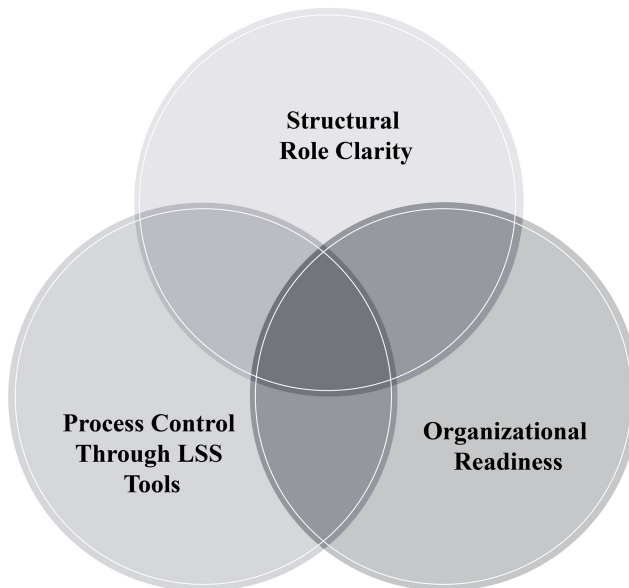 Structural
Role Clarity
Process Control
Through LSS
Tools
Organizational
Readiness